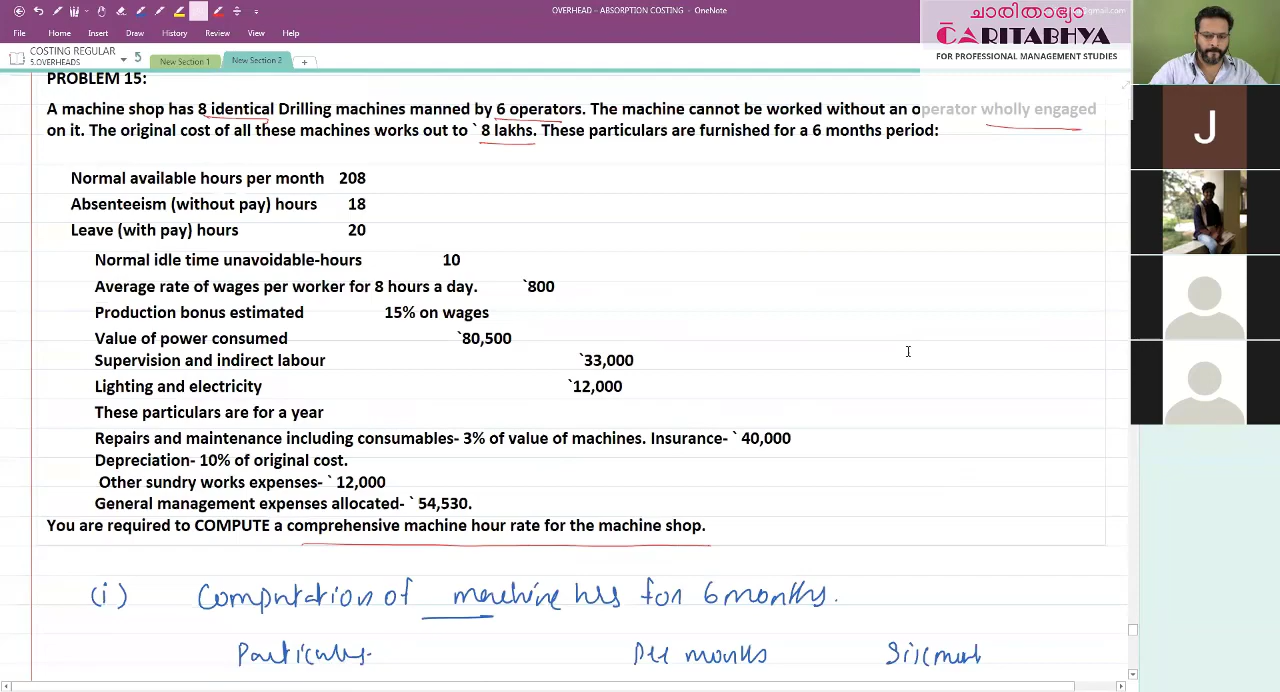 OVERHEAD – ABSORPTION COSTING - OneNote
File Home Insert Draw History Review View Help
COSTING REGULAR
5.OVERHEADS
5
New Section 1
New Section 2
+
ചാരിതാഭ്യാ
CARITABHYA
FOR PROFESSIONAL MANAGEMENT STUDIES
PROBLEM 15:
A machine shop has 8 identical Drilling machines manned by 6 operators. The machine cannot be worked without an operator wholly engaged
on it. The original cost of all these machines works out to ` 8 lakhs. These particulars are furnished for a 6 months period:
Normal available hours per month 208
Absenteeism (without pay) hours 18
Leave (with pay) hours 20
Normal idle time unavoidable-hours 10
Average rate of wages per worker for 8 hours a day. `800
Production bonus estimated 15% on wages
Value of power consumed `80,500
Supervision and indirect labour `33,000
Lighting and electricity `12,000
These particulars are for a year
Repairs and maintenance including consumables- 3% of value of machines. Insurance- ` 40,000
Depreciation- 10% of original cost.
Other sundry works expenses- ` 12,000
General management expenses allocated- ` 54,530.
You are required to COMPUTE a comprehensive machine hour rate for the machine shop.
(i) Computation of machine hrs for 6 months.
Particulars Per months
J